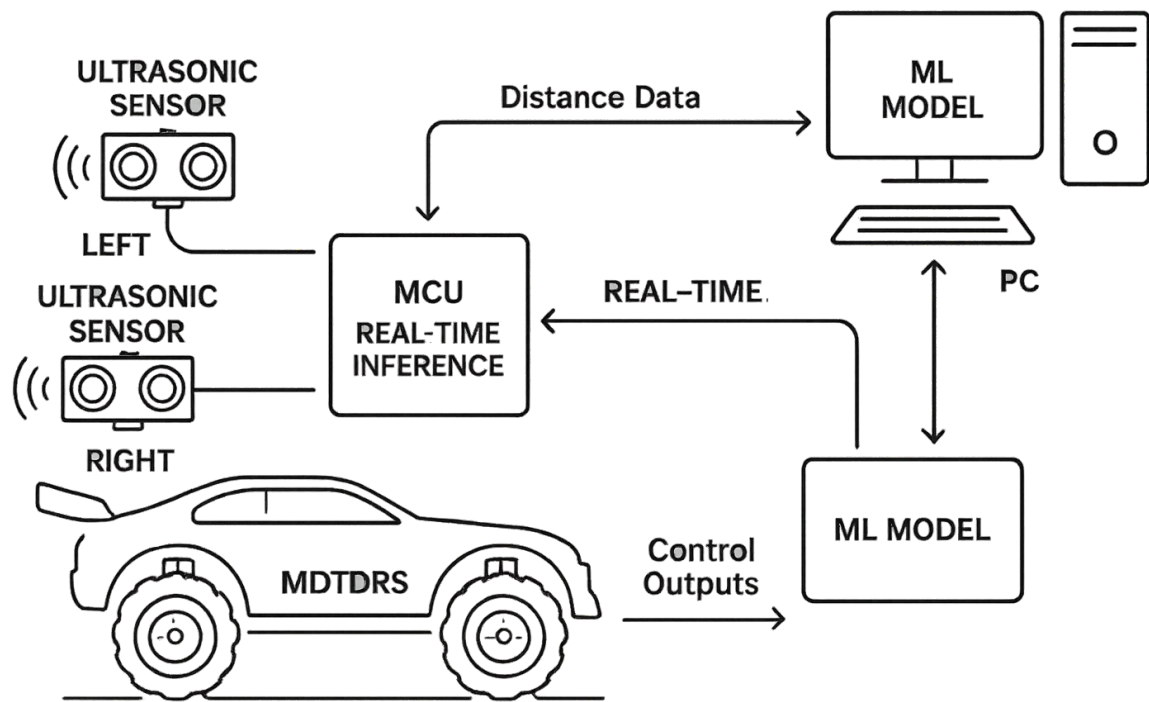 ULTRASONIC
SENSOR
LEFT
ULTRASONIC
SENSOR
RIGHT
Distance Data
ML
MODEL
PC
MCU
REAL-TIME
INFERENCE
REAL–TIME.
ML MODEL
Control
Outputs
MDTDRS